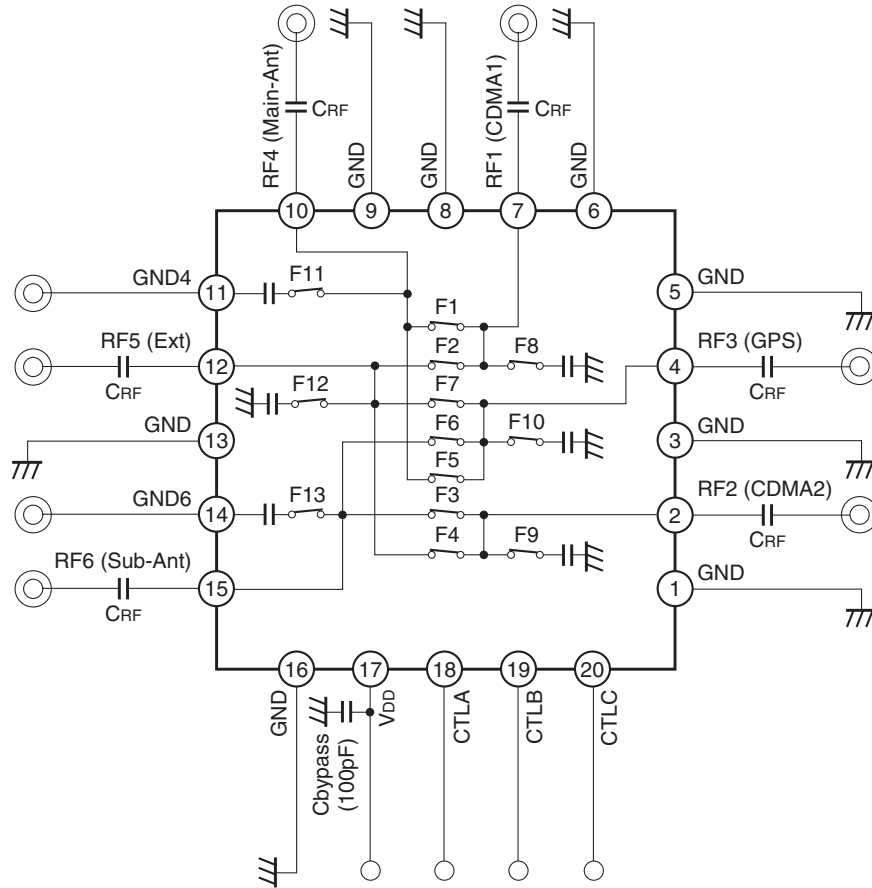 RF4 (Main-Ant)
CRF
GND
GND
RF1 (CDMA1)
CRF
GND
10
9
8
7
6
GND4
11
F11
5
GND
F1
RF5 (Ext)
CRF
12
F2
F8
4
RF3 (GPS)
CRF
F12
F7
GND
13
F6
F10
3
GND
F5
GND6
14
F13
F3
2
RF2 (CDMA2)
CRF
F4
F9
RF6 (Sub-Ant)
CRF
15
1
GND
16
17
18
19
20
GND
Cbypass
(100pF)
VDD
CTLA
CTLB
CTLC